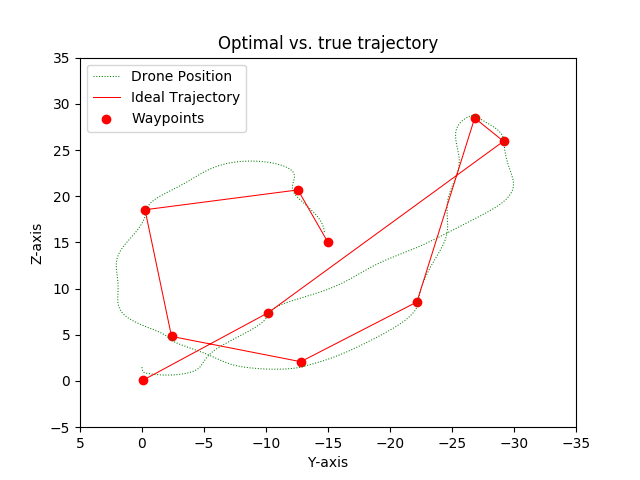 Optimal vs. true trajectory
Drone Position
Ideal Trajectory
Waypoints
35
30
25
20
15
10
5
0
−5
Z-axis
5 0 −5 −10 −15 −20 −25 −30 −35
Y-axis